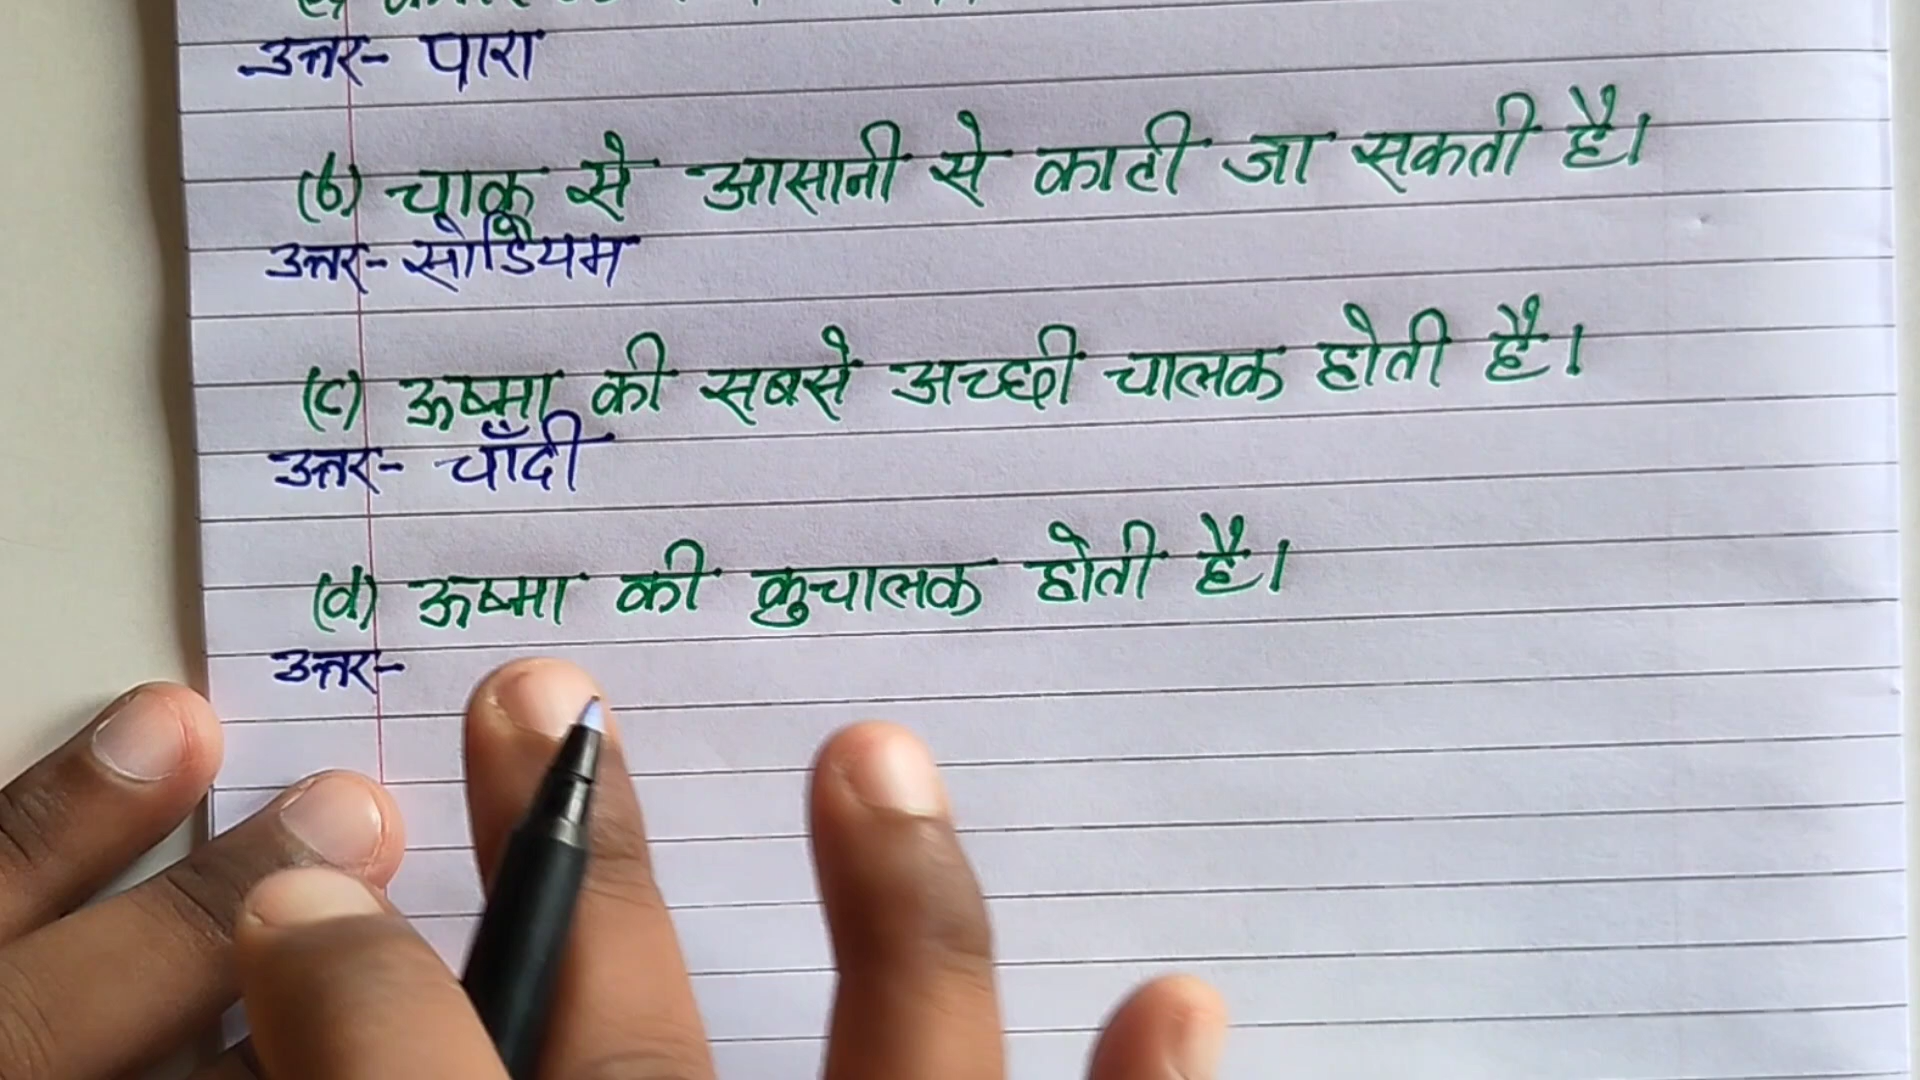 उत्तर- पारा
(b) चाकू से आसानी से काटी जा सकती है।
उत्तर- सोडियम
(c) ऊष्मा की सबसे अच्छी चालक होती है।
उत्तर- चाँदी
(d) ऊष्मा की कुचालक होती है।
उत्तर-